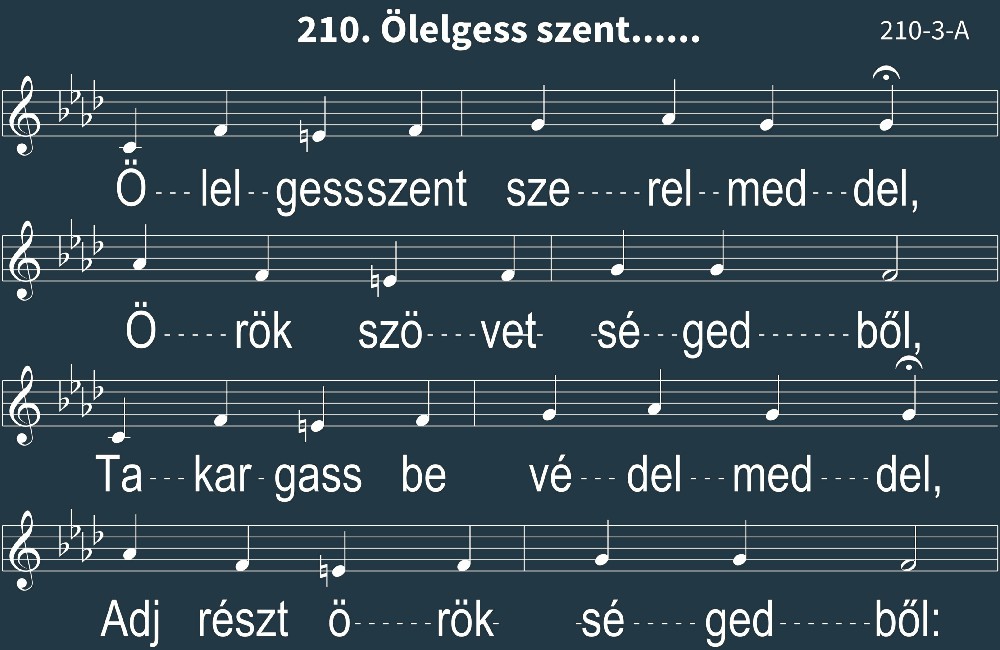 210. Ölelgess szent......
210-3-A
Ö---lel--gessszent sze-----rel--med---del,
Ö-----rök szö----vet- -sé---ged-------ből,
Ta---kar-gass be vé---del---med----del,
Adj részt ö------rök- -sé-----ged-------ből: